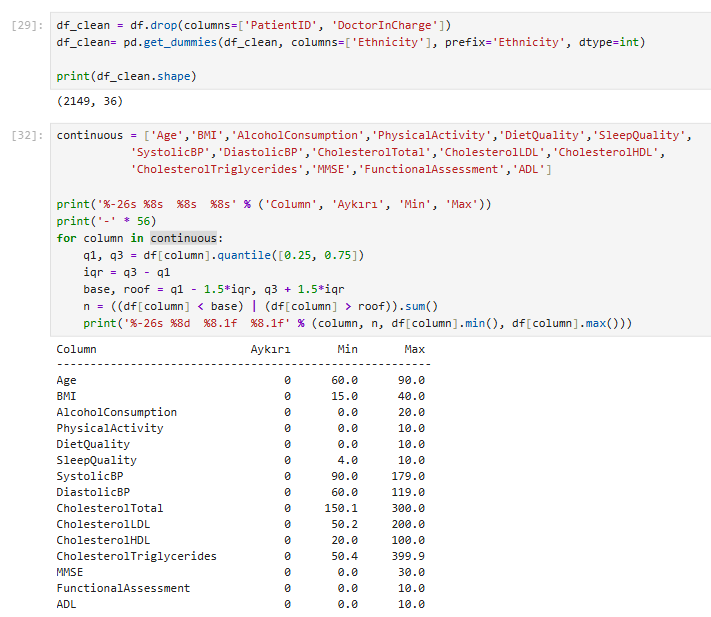 [29]: df_clean = df.drop(columns=['PatientID', 'DoctorInCharge'])
df_clean= pd.get_dummies(df_clean, columns=['Ethnicity'], prefix='Ethnicity', dtype=int)
print(df_clean.shape)
(2149, 36)
[32]: continuous = ['Age','BMI','AlcoholConsumption','PhysicalActivity','DietQuality','SleepQuality',
'SystolicBP','DiastolicBP','CholesterolTotal','CholesterolLDL','CholesterolHDL',
'CholesterolTriglycerides','MMSE','FunctionalAssessment','ADL']
print('%-26s %8s  %8s  %8s' % ('Column', 'Aykırı', 'Min', 'Max'))
print('-' * 56)
for column in continuous:
    q1, q3 = df[column].quantile([0.25, 0.75])
    iqr = q3 - q1
    base, roof = q1 - 1.5*iqr, q3 + 1.5*iqr
    n = ((df[column] < base) | (df[column] > roof)).sum()
    print('%-26s %8d  %8.1f  %8.1f' % (column, n, df[column].min(), df[column].max()))
Column Aykırı Min Max
--------------------------------------------------------
Age 0 60.0 90.0
BMI 0 15.0 40.0
AlcoholConsumption 0 0.0 20.0
PhysicalActivity 0 0.0 10.0
DietQuality 0 0.0 10.0
SleepQuality 0 4.0 10.0
SystolicBP 0 90.0 179.0
DiastolicBP 0 60.0 119.0
CholesterolTotal 0 150.1 300.0
CholesterolLDL 0 50.2 200.0
CholesterolHDL 0 20.0 100.0
CholesterolTriglycerides 0 50.4 399.9
MMSE 0 0.0 30.0
FunctionalAssessment 0 0.0 10.0
ADL 0 0.0 10.0